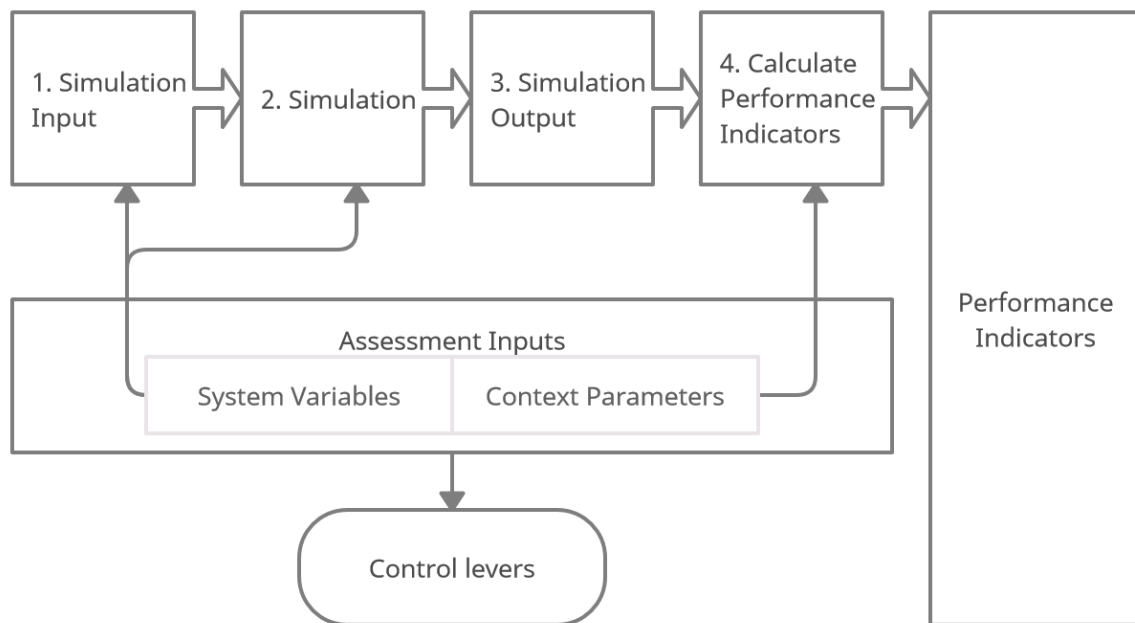 1. Simulation
Input
2. Simulation
3. Simulation
Output
4. Calculate
Performance
Indicators
Performance
Indicators
Assessment Inputs
System Variables
Context Parameters
Control levers